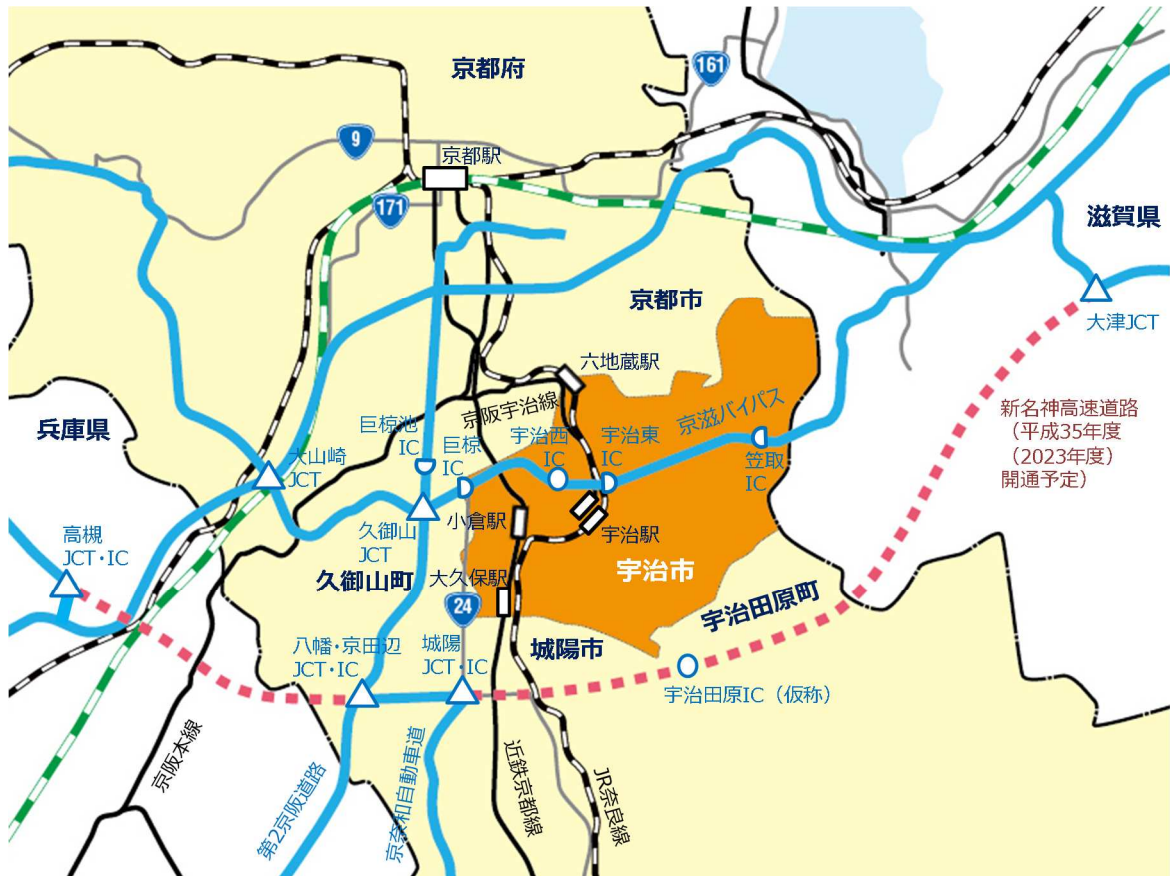 京都府
161
9
京都駅
171
滋賀県
京都市
大津JCT
六地蔵駅
新名神高速道路
（平成35年度
（2023年度）
開通予定）
兵庫県
京阪宇治線
京滋バイパス
巨椋池
IC
巨椋
IC
宇治西
IC
宇治東
IC
笠取
IC
大山崎
JCT
高槻
JCT・IC
久御山
JCT
小倉駅
宇治駅
宇治市
久御山町
大久保駅
24
宇治田原町
城陽市
八幡・京田辺
JCT・IC
城陽
JCT・IC
宇治田原IC（仮称）
京阪本線
第2京阪道路
京奈和自動車道
近鉄京都線
JR奈良線